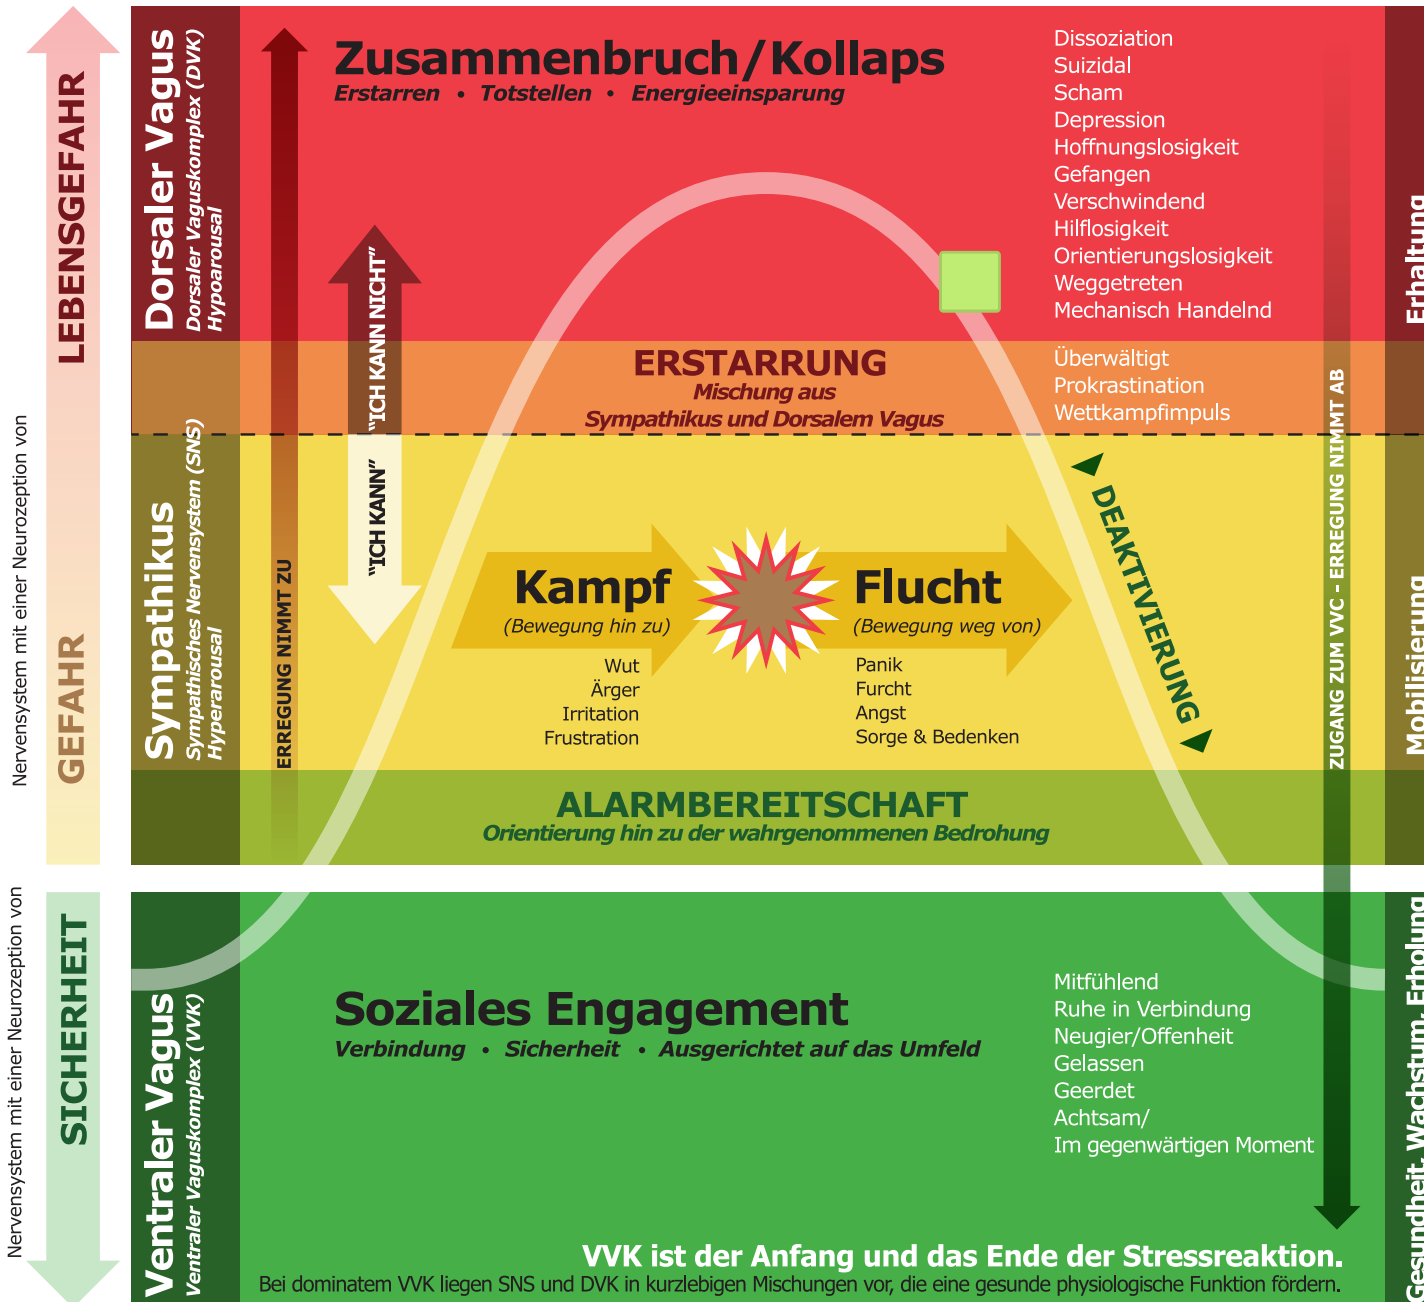 Nervensystem mit einer Neurozeption von
LEBENSGEFAHR
GEFAHR
Nervensystem mit einer Neurozeption von
SICHERHEIT
Dorsaler Vagus
Dorsaler Vaguskomplex (DVK)
Hypoarousal
Zusammenbruch/Kollaps
Erstarren • Totstellen • Energieeinsparung
Dissoziation
Suizidal
Scham
Depression
Hoffnungslosigkeit
Gefangen
Verschwindend
Hilflosigkeit
Orientierungslosigkeit
Weggetreten
Mechanisch Handelnd
Erhaltung
"ICH KANN NICHT"
"ICH KANN"
ERREGUNG NIMMT ZU
ERSTARRUNG
Mischung aus
Sympathikus und Dorsalem Vagus
Überwältigt
Prokrastination
Wettkampfimpuls
Sympathikus
Sympathisches Nervensystem (SNS)
Hyperarousal
Kampf
(Bewegung hin zu)
Wut
Ärger
Irritation
Frustration
Flucht
(Bewegung weg von)
Panik
Furcht
Angst
Sorge & Bedenken
DEAKTIVIERUNG
ZUGANG ZUM VVC - ERREGUNG NIMMT AB
Mobilisierung
ALARMBEREITSCHAFT
Orientierung hin zu der wahrgenommenen Bedrohung
Ventraler Vagus
Ventraler Vaguskomplex (VVK)
Soziales Engagement
Verbindung • Sicherheit • Ausgerichtet auf das Umfeld
Mitfühlend
Ruhe in Verbindung
Neugier/Offenheit
Gelassen
Geerdet
Achtsam/
Im gegenwärtigen Moment
Gesundheit, Wachstum, Erholung
VVK ist der Anfang und das Ende der Stressreaktion.
Bei dominatem VVK liegen SNS und DVK in kurzlebigen Mischungen vor, die eine gesunde physiologische Funktion fördern.